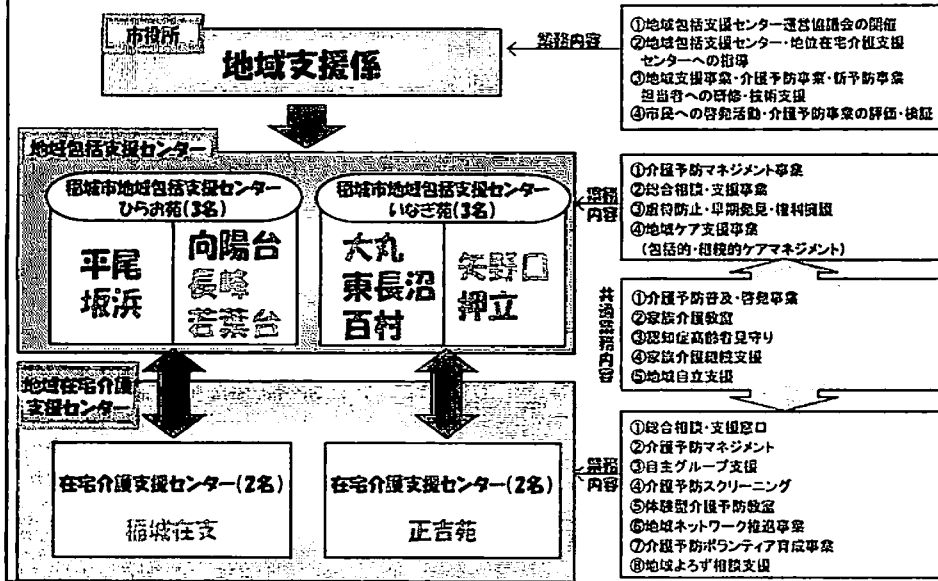 市役所
地域支援係
業務内容
①地域包括支援センター運営協議会の開催
②地域包括支援センター・地位在宅介護支援
センターへの指導
③地域支援事業・介護予防事業・新予防事業
担当者への研修・技術支援
④市民への啓発活動・介護予防事業の評価・検証
地域包括支援センター
稲城市地域包括支援センター
ひらお苑(3名)
平尾
坂浜
向陽台
長峰
若葉台
稲城市地域包括支援センター
いなぎ苑(3名)
大丸
東長沼
百村
矢野口
押立
業務
内容
①介護予防マネジメント事業
②総合相談・支援事業
③虐待防止・早期発見・権利擁護
④地域ケア支援事業
(包括的・継続的ケアマネジメント)
共通業務内容
①介護予防普及・啓発事業
②家族介護教室
③認知症高齢者見守り
④家族介護継続支援
⑤地域自立支援
地域在宅介護
支援センター
在宅介護支援センター(2名)
稲城在支
在宅介護支援センター(2名)
正吉苑
業務
内容
①総合相談・支援窓口
②介護予防マネジメント
③自主グループ支援
④介護予防スクリーニング
⑤体験型介護予防教室
⑥地域ネットワーク推進事業
⑦介護予防ボランティア育成事業
⑧地域よろず相談支援